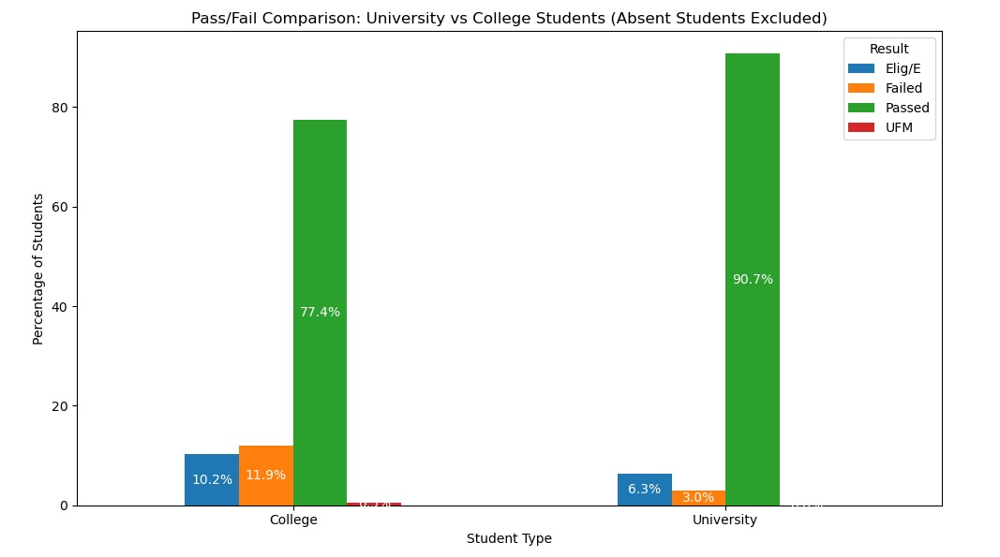 Pass/Fail Comparison: University vs College Students (Absent Students Excluded)
Result
Elig/E
Failed
Passed
UFM
Percentage of Students
80
60
40
20
0
10.2%
11.9%
77.4%
6.3%
3.0%
90.7%
College
University
Student Type